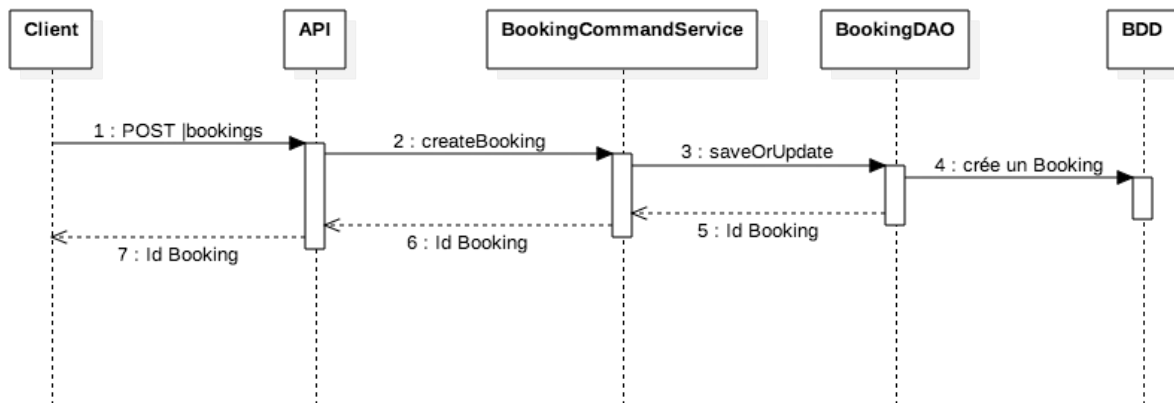 Client
API
BookingCommandService
BookingDAO
BDD
1 : POST |bookings
2 : createBooking
3 : saveOrUpdate
4 : crée un Booking
5 : Id Booking
6 : Id Booking
7 : Id Booking